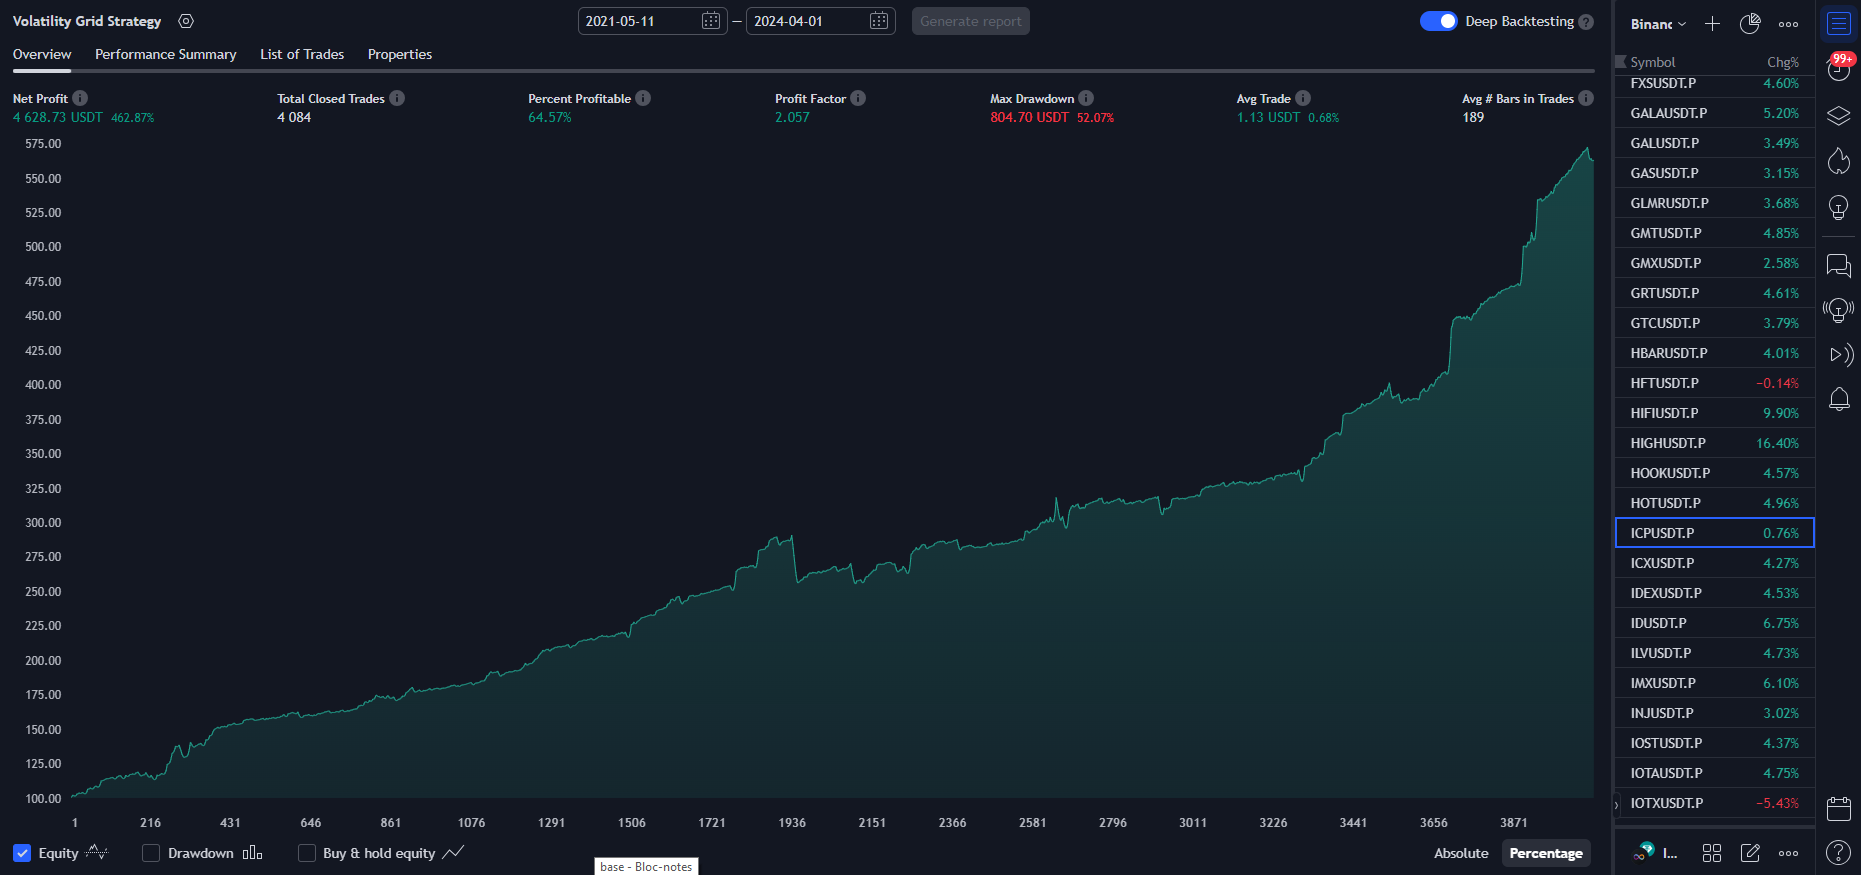 Volatility Grid Strategy
2021-05-11 — 2024-04-01 Generate report
Deep Backtesting ?
Overview Performance Summary List of Trades Properties
Net Profit Total Closed Trades Percent Profitable Profit Factor Max Drawdown Avg Trade Avg # Bars in Trades
4 628.73 USDT 462.87% 4 084 64.57% 2.057 804.70 USDT 52.07% 1.13 USDT 0.68% 189
575.00
550.00
525.00
500.00
475.00
450.00
425.00
400.00
375.00
350.00
325.00
300.00
275.00
250.00
225.00
200.00
175.00
150.00
125.00
100.00
1 216 431 646 861 1076 1291 1506 1721 1936 2151 2366 2581 2796 3011 3226 3441 3656 3871
Equity Drawdown Buy & hold equity Absolute Percentage
base - Bloc-notes
Binanc
99+
Symbol Chg%
FXSUSDT.P 4.60%
GALAUSDT.P 5.20%
GALUSDT.P 3.49%
GASUSDT.P 3.15%
GLMRUSDT.P 3.68%
GMTUSDT.P 4.85%
GMXUSDT.P 2.58%
GRTUSDT.P 4.61%
GTCUSDT.P 3.79%
HBARUSDT.P 4.01%
HFTUSDT.P −0.14%
HIFIUSDT.P 9.90%
HIGHUSDT.P 16.40%
HOOKUSDT.P 4.57%
HOTUSDT.P 4.96%
ICPUSDT.P 0.76%
ICXUSDT.P 4.27%
IDEXUSDT.P 4.53%
IDUSDT.P 6.75%
ILVUSDT.P 4.73%
IMXUSDT.P 6.10%
INJUSDT.P 3.02%
IOSTUSDT.P 4.37%
IOTAUSDT.P 4.75%
IOTXUSDT.P −5.43%
I...